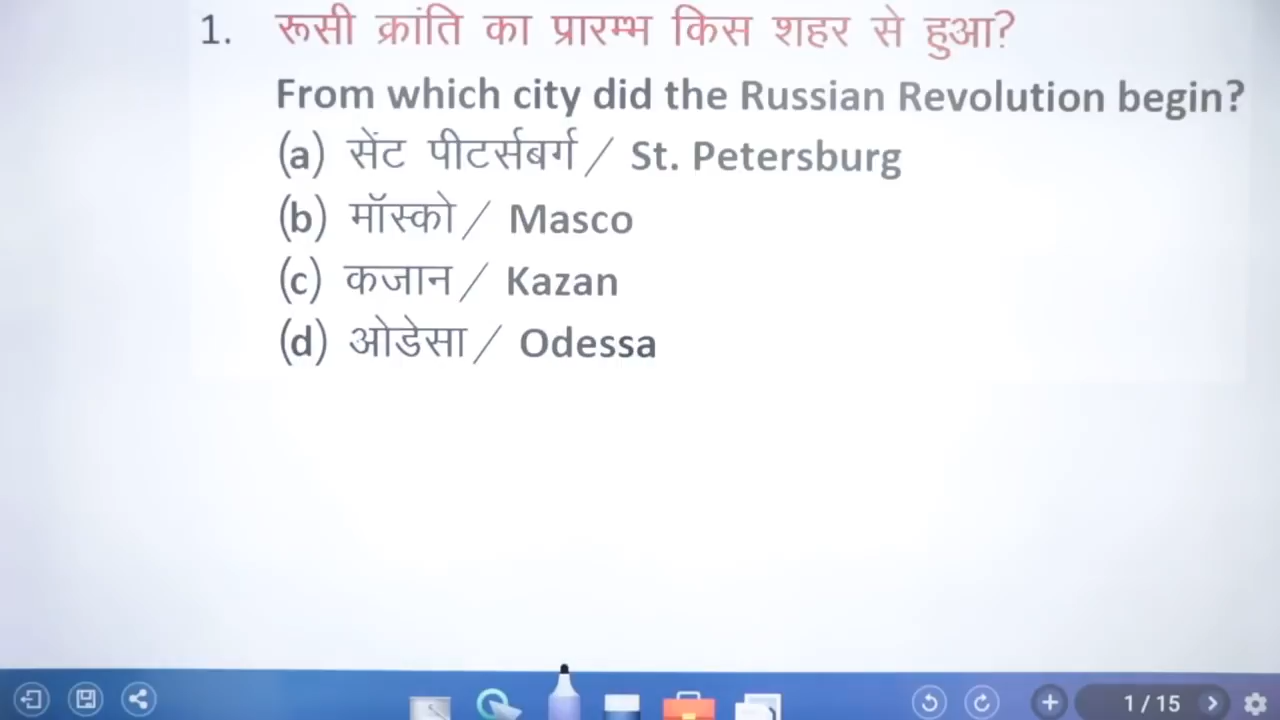 1. रूसी क्रांति का प्रारम्भ किस शहर से हुआ?
From which city did the Russian Revolution begin?
(a) सेंट पीटर्सबर्ग / St. Petersburg
(b) मॉस्को / Masco
(c) कजान / Kazan
(d) ओडेसा / Odessa
1 / 15